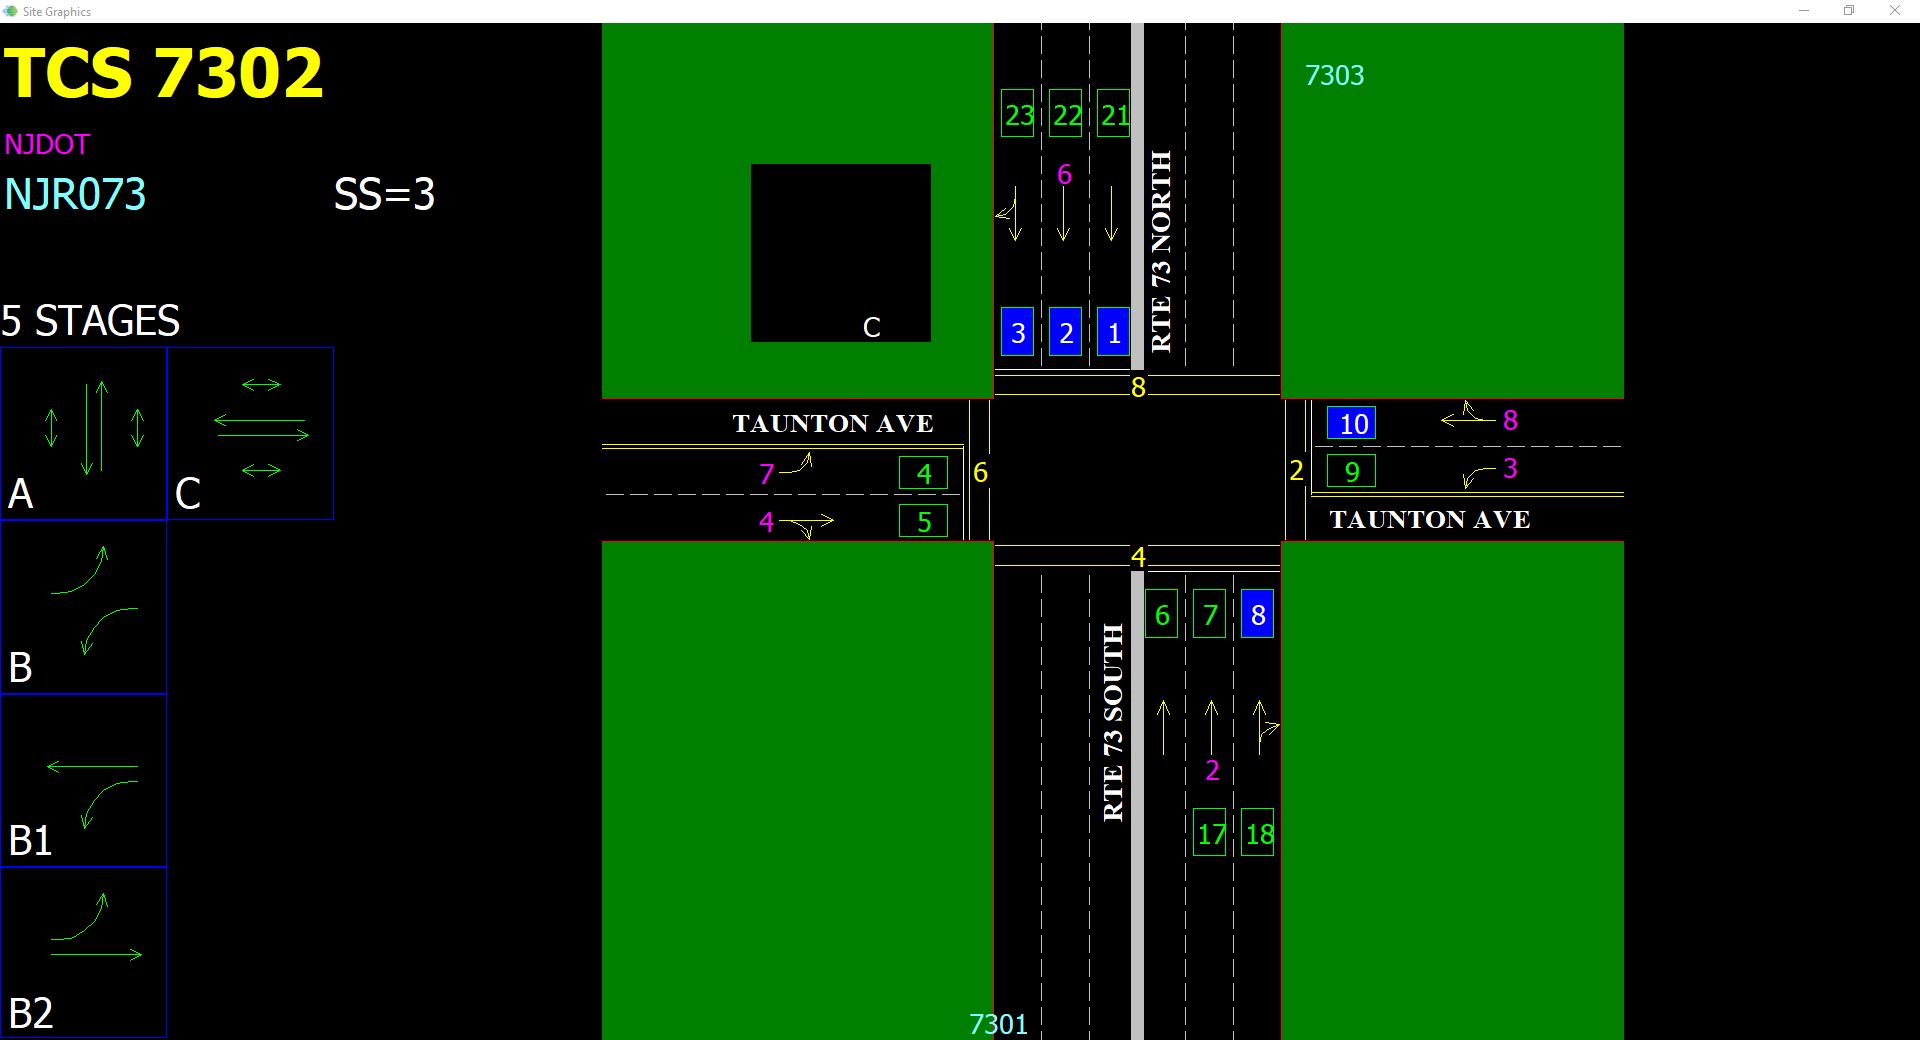 Site Graphics
TCS 7302
NJDOT
NJR073 SS=3
5 STAGES
A
C
B
B1
B2
7303
23 22 21
6
RTE 73 NORTH
C
3 2 1
8
TAUNTON AVE
10 8
7 4 6
2 9 3
4 5
TAUNTON AVE
4
6 7 8
RTE 73 SOUTH
2
17 18
7301